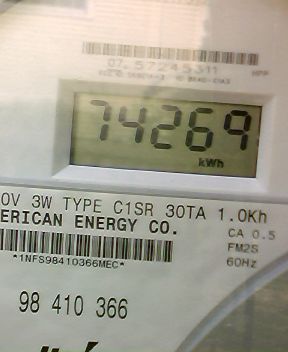 07 57245311
74269
kWh
0V 3W TYPE C1SR 30TA 1.0Kh
ERICAN ENERGY CO.
CA 0.5
FM2S
*1NFS98410366MEC*
60Hz
98 410 366